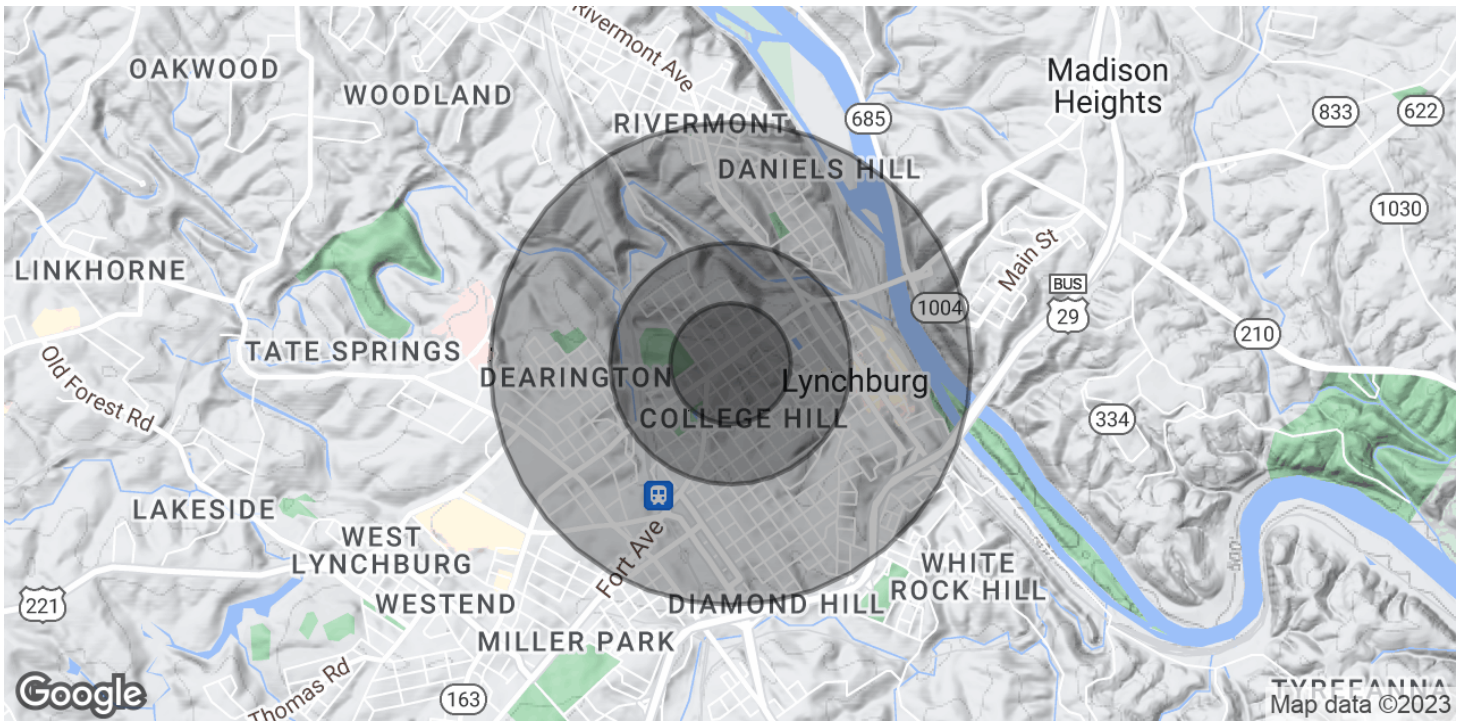 Rivermont Ave
OAKWOOD
WOODLAND
Madison
Heights
833
622
685
RIVERMONT
DANIELS HILL
1030
LINKHORNE
Main St
BUS
29
1004
210
TATE SPRINGS
DEARINGTON
Lynchburg
Old Forest Rd
COLLEGE HILL
334
LAKESIDE
WEST
LYNCHBURG
Fort Ave
WHITE
ROCK HILL
221
WESTEND
DIAMOND HILL
MILLER PARK
Thomas Rd
163
Google
TYREEANNA
Map data ©2023